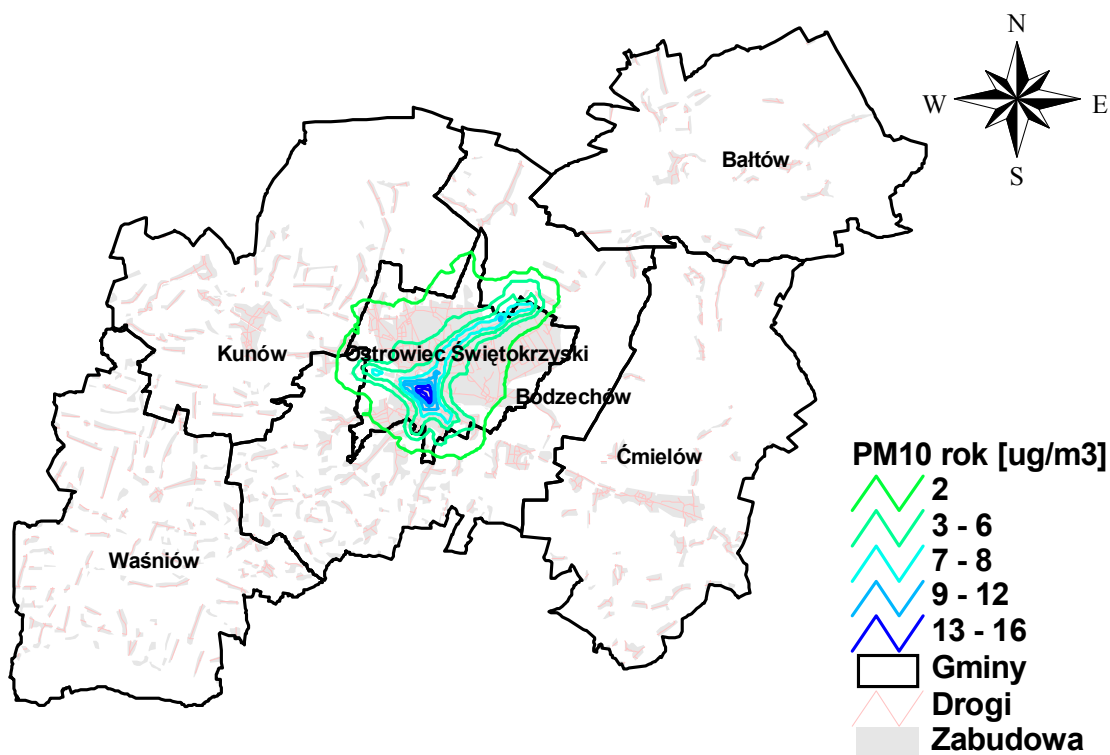 N
W
E
S
Bałtów
Kunów
Ostrowiec Świętokrzyski
Bodzechów
Ćmielów
Waśniów
PM10 rok [ug/m3]
2
3 - 6
7 - 8
9 - 12
13 - 16
Gminy
Drogi
Zabudowa